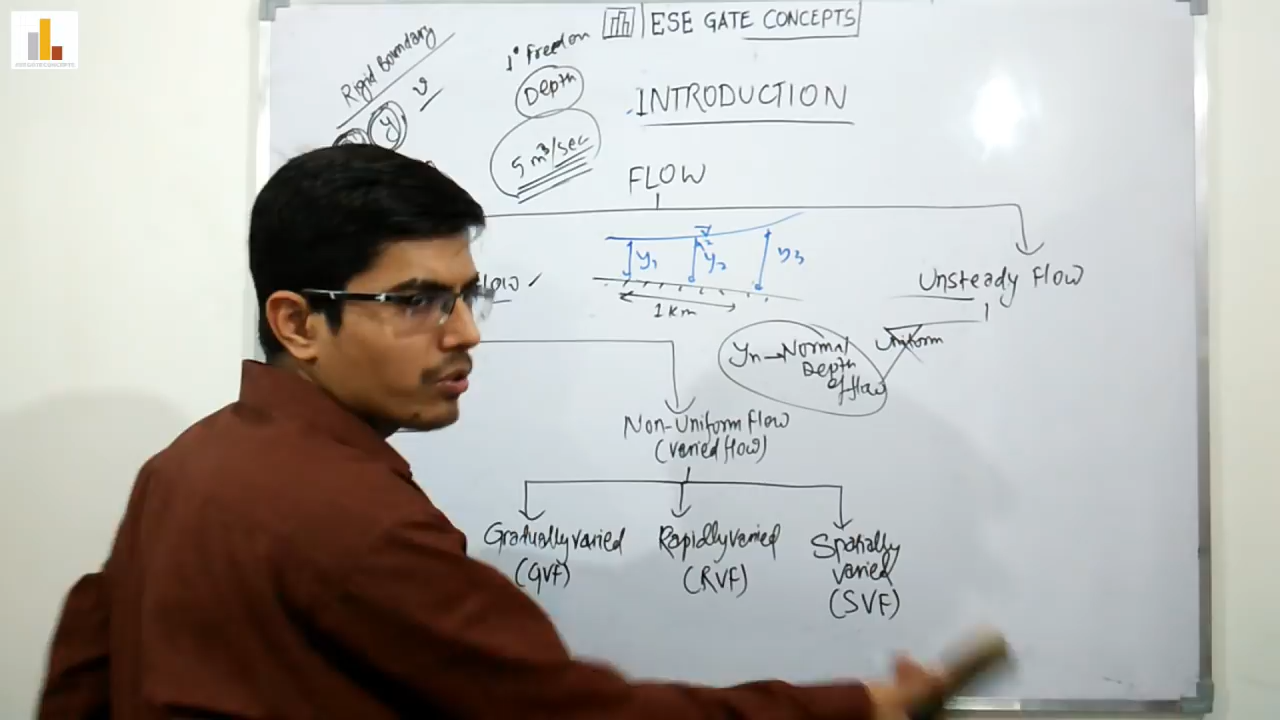 ESE GATE CONCEPTS
Rigid Boundary
y
v
1° Freedom
Depth
5 m³/sec
INTRODUCTION
FLOW
Flow ✓
y₁
y₂
y₃
1 Km
Unsteady Flow
Uniform
yn → Normal
Depth
of flow
Non-Uniform Flow
(Varied flow)
Gradually varied
(GVF)
Rapidly varied
(RVF)
Spatially
varied
(SVF)